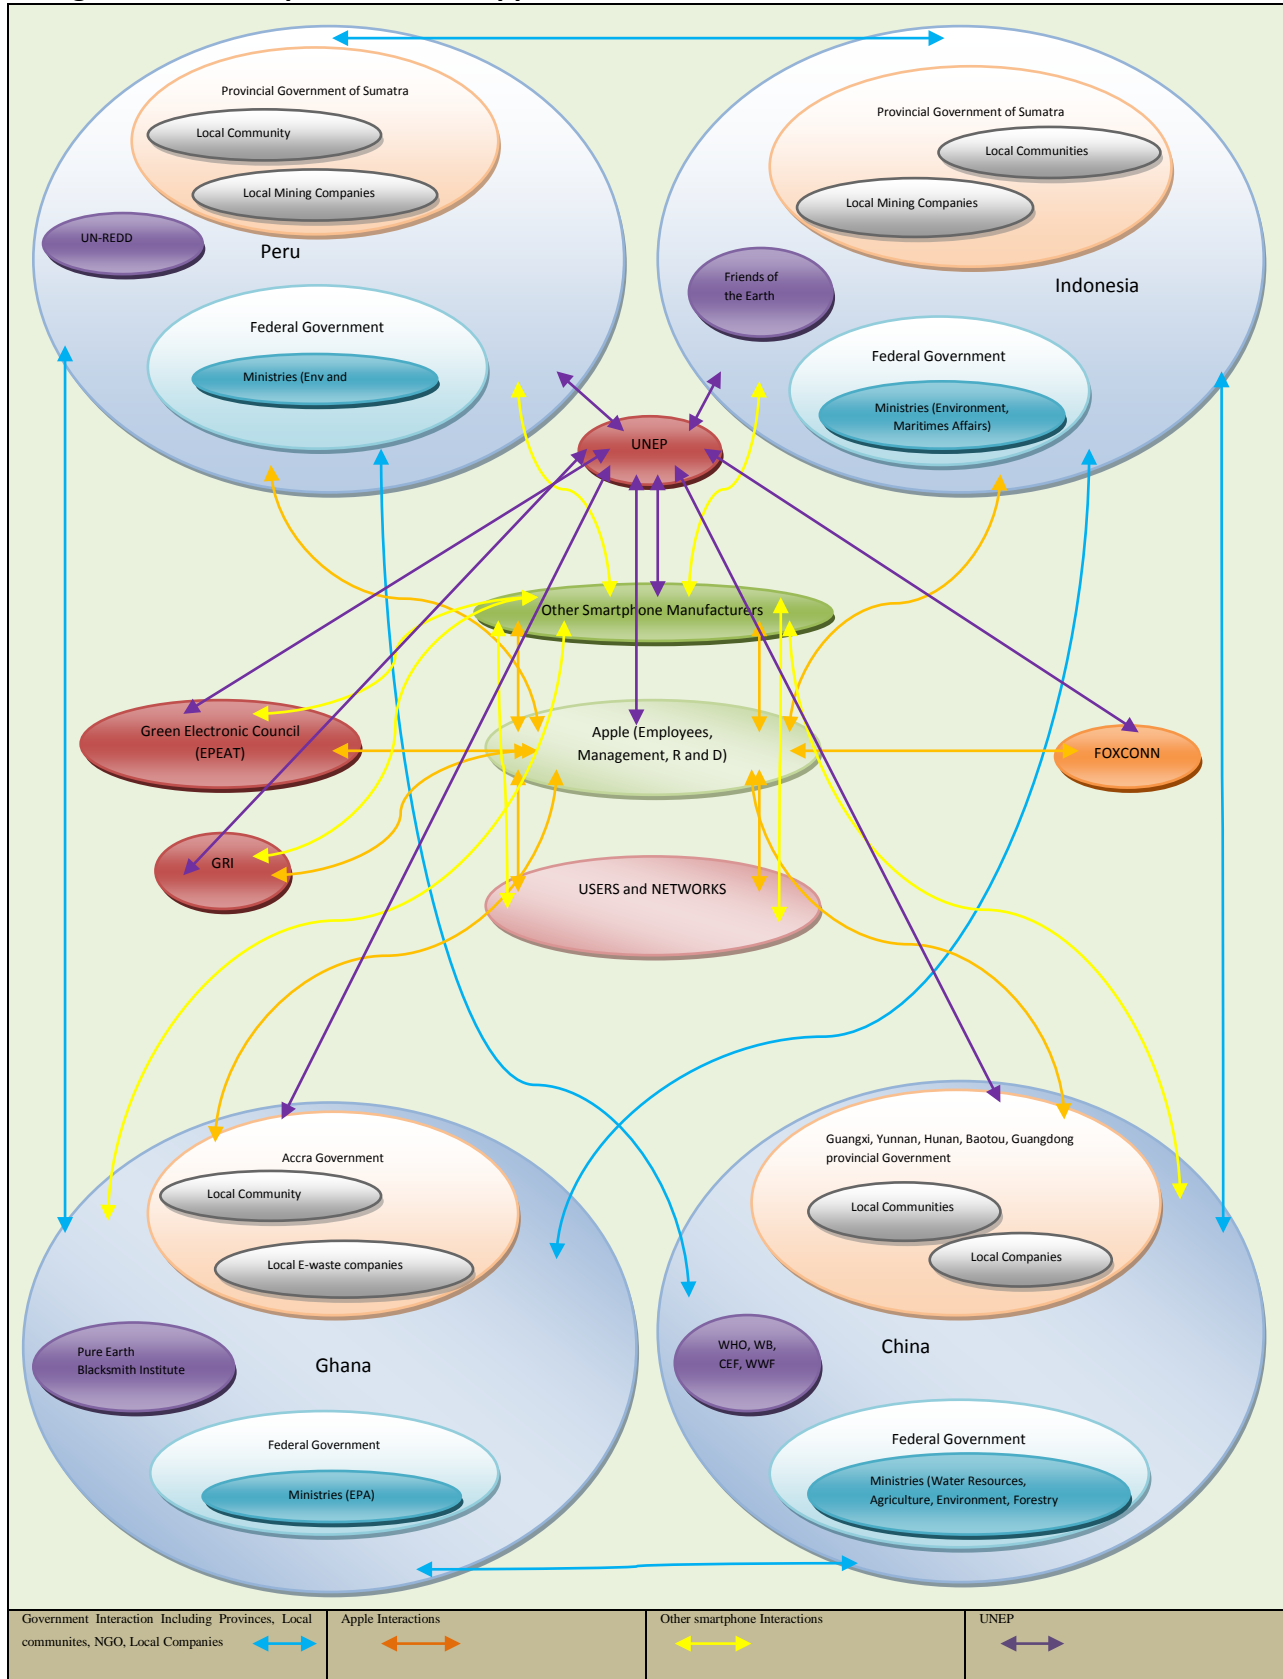 Provincial Government of Sumatra
Local Community
Local Mining Companies
UN-REDD
Peru
Federal Government
Ministries (Env and
Provincial Government of Sumatra
Local Communities
Local Mining Companies
Friends of
the Earth
Indonesia
Federal Government
Ministries (Environment,
Maritimes Affairs)
UNEP
Other Smartphone Manufacturers
Green Electronic Council
(EPEAT)
Apple (Employees,
Management, R and D)
FOXCONN
GRI
USERS and NETWORKS
Accra Government
Local Community
Local E-waste companies
Pure Earth
Blacksmith Institute
Ghana
Federal Government
Ministries (EPA)
Guangxi, Yunnan, Hunan, Baotou, Guangdong
provincial Government
Local Communities
Local Companies
WHO, WB,
CEF, WWF
China
Federal Government
Ministries (Water Resources,
Agriculture, Environment, Forestry
Government Interaction Including Provinces, Local
communites, NGO, Local Companies
Apple Interactions
Other smartphone Interactions
UNEP